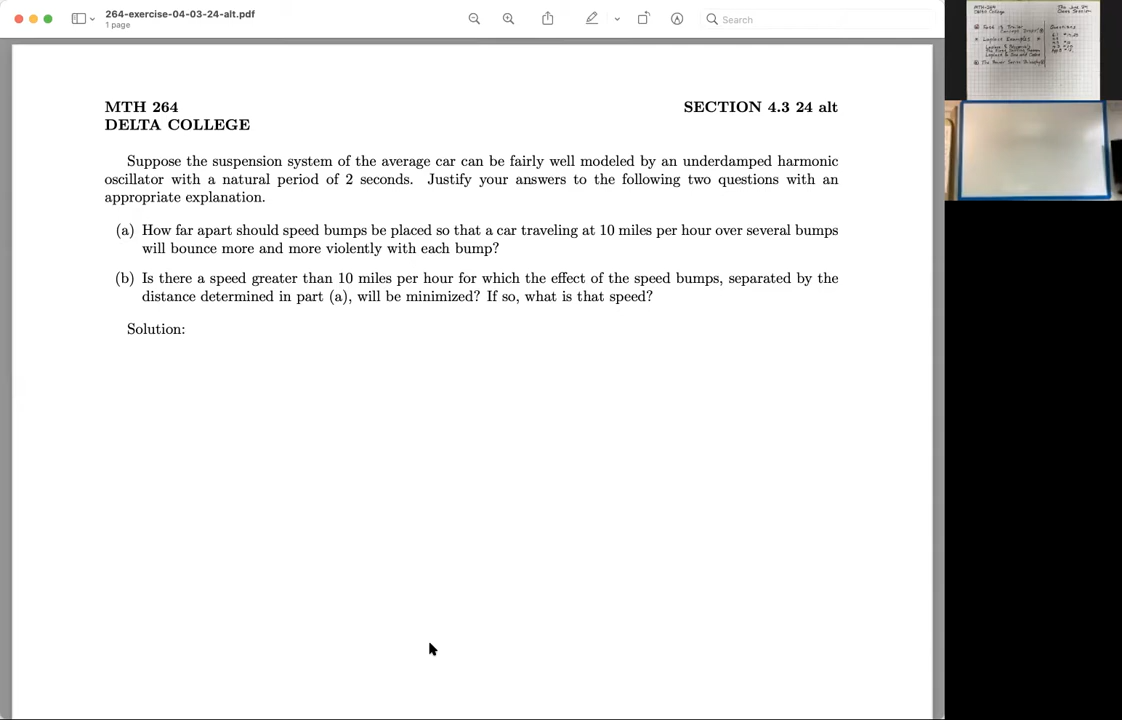 264-exercise-04-03-24-alt.pdf
1 page
Search
MTH 264
DELTA COLLEGE
SECTION 4.3 24 alt
Suppose the suspension system of the average car can be fairly well modeled by an underdamped harmonic
oscillator with a natural period of 2 seconds. Justify your answers to the following two questions with an
appropriate explanation.
(a) How far apart should speed bumps be placed so that a car traveling at 10 miles per hour over several bumps
will bounce more and more violently with each bump?
(b) Is there a speed greater than 10 miles per hour for which the effect of the speed bumps, separated by the
distance determined in part (a), will be minimized? If so, what is that speed?
Solution:
MTH-264
Delta College
Questions